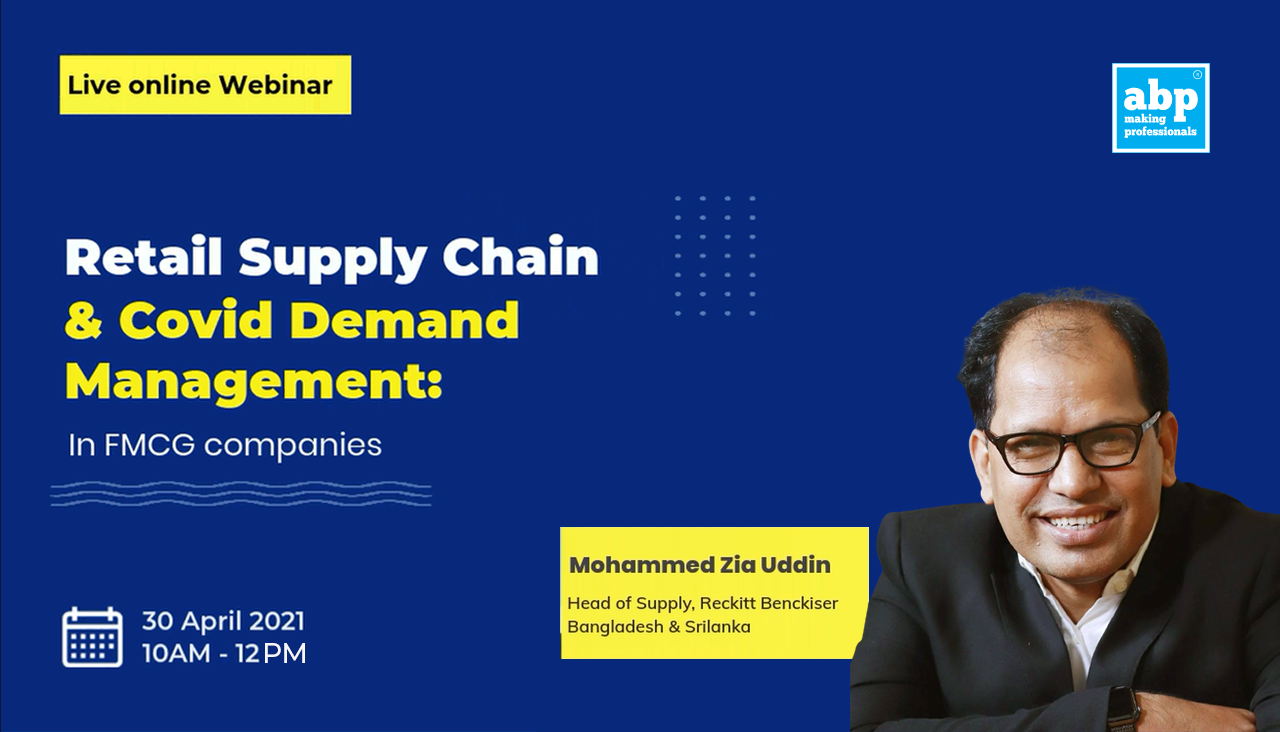 Live online Webinar
abp
making
professionals
Retail Supply Chain
& Covid Demand
Management:
In FMCG companies
Mohammed Zia Uddin
Head of Supply, Reckitt Benckiser
Bangladesh & Srilanka
30 April 2021
10AM - 12PM